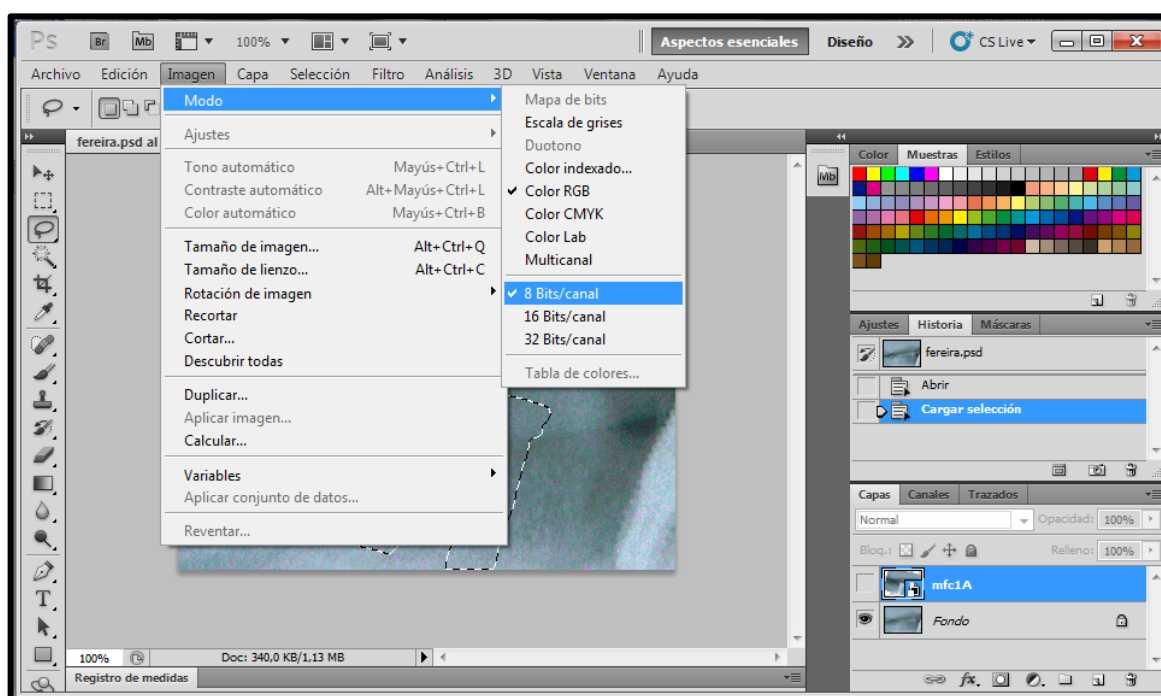 Ps Br Mb 100% Aspectos esenciales Diseño CS Live
Archivo Edición Imagen Capa Selección Filtro Análisis 3D Vista Ventana Ayuda
fereira.psd al
Modo
Ajustes
Tono automático Mayús+Ctrl+L
Contraste automático Alt+Mayús+Ctrl+L
Color automático Mayús+Ctrl+B
Tamaño de imagen... Alt+Ctrl+Q
Tamaño de lienzo... Alt+Ctrl+C
Rotación de imagen
Recortar
Cortar...
Descubrir todas
Duplicar...
Aplicar imagen...
Calcular...
Variables
Aplicar conjunto de datos...
Reventar...
Mapa de bits
Escala de grises
Duotono
Color indexado...
Color RGB
Color CMYK
Color Lab
Multicanal
8 Bits/canal
16 Bits/canal
32 Bits/canal
Tabla de colores...
Mb
Color Muestras Estilos
Ajustes Historia Máscaras
fereira.psd
Abrir
Cargar selección
Capas Canales Trazados
Normal Opacidad: 100%
Bloq.: Relleno: 100%
mfc1A
Fondo
fx.
T
100% Doc: 340,0 KB/1,13 MB
Registro de medidas